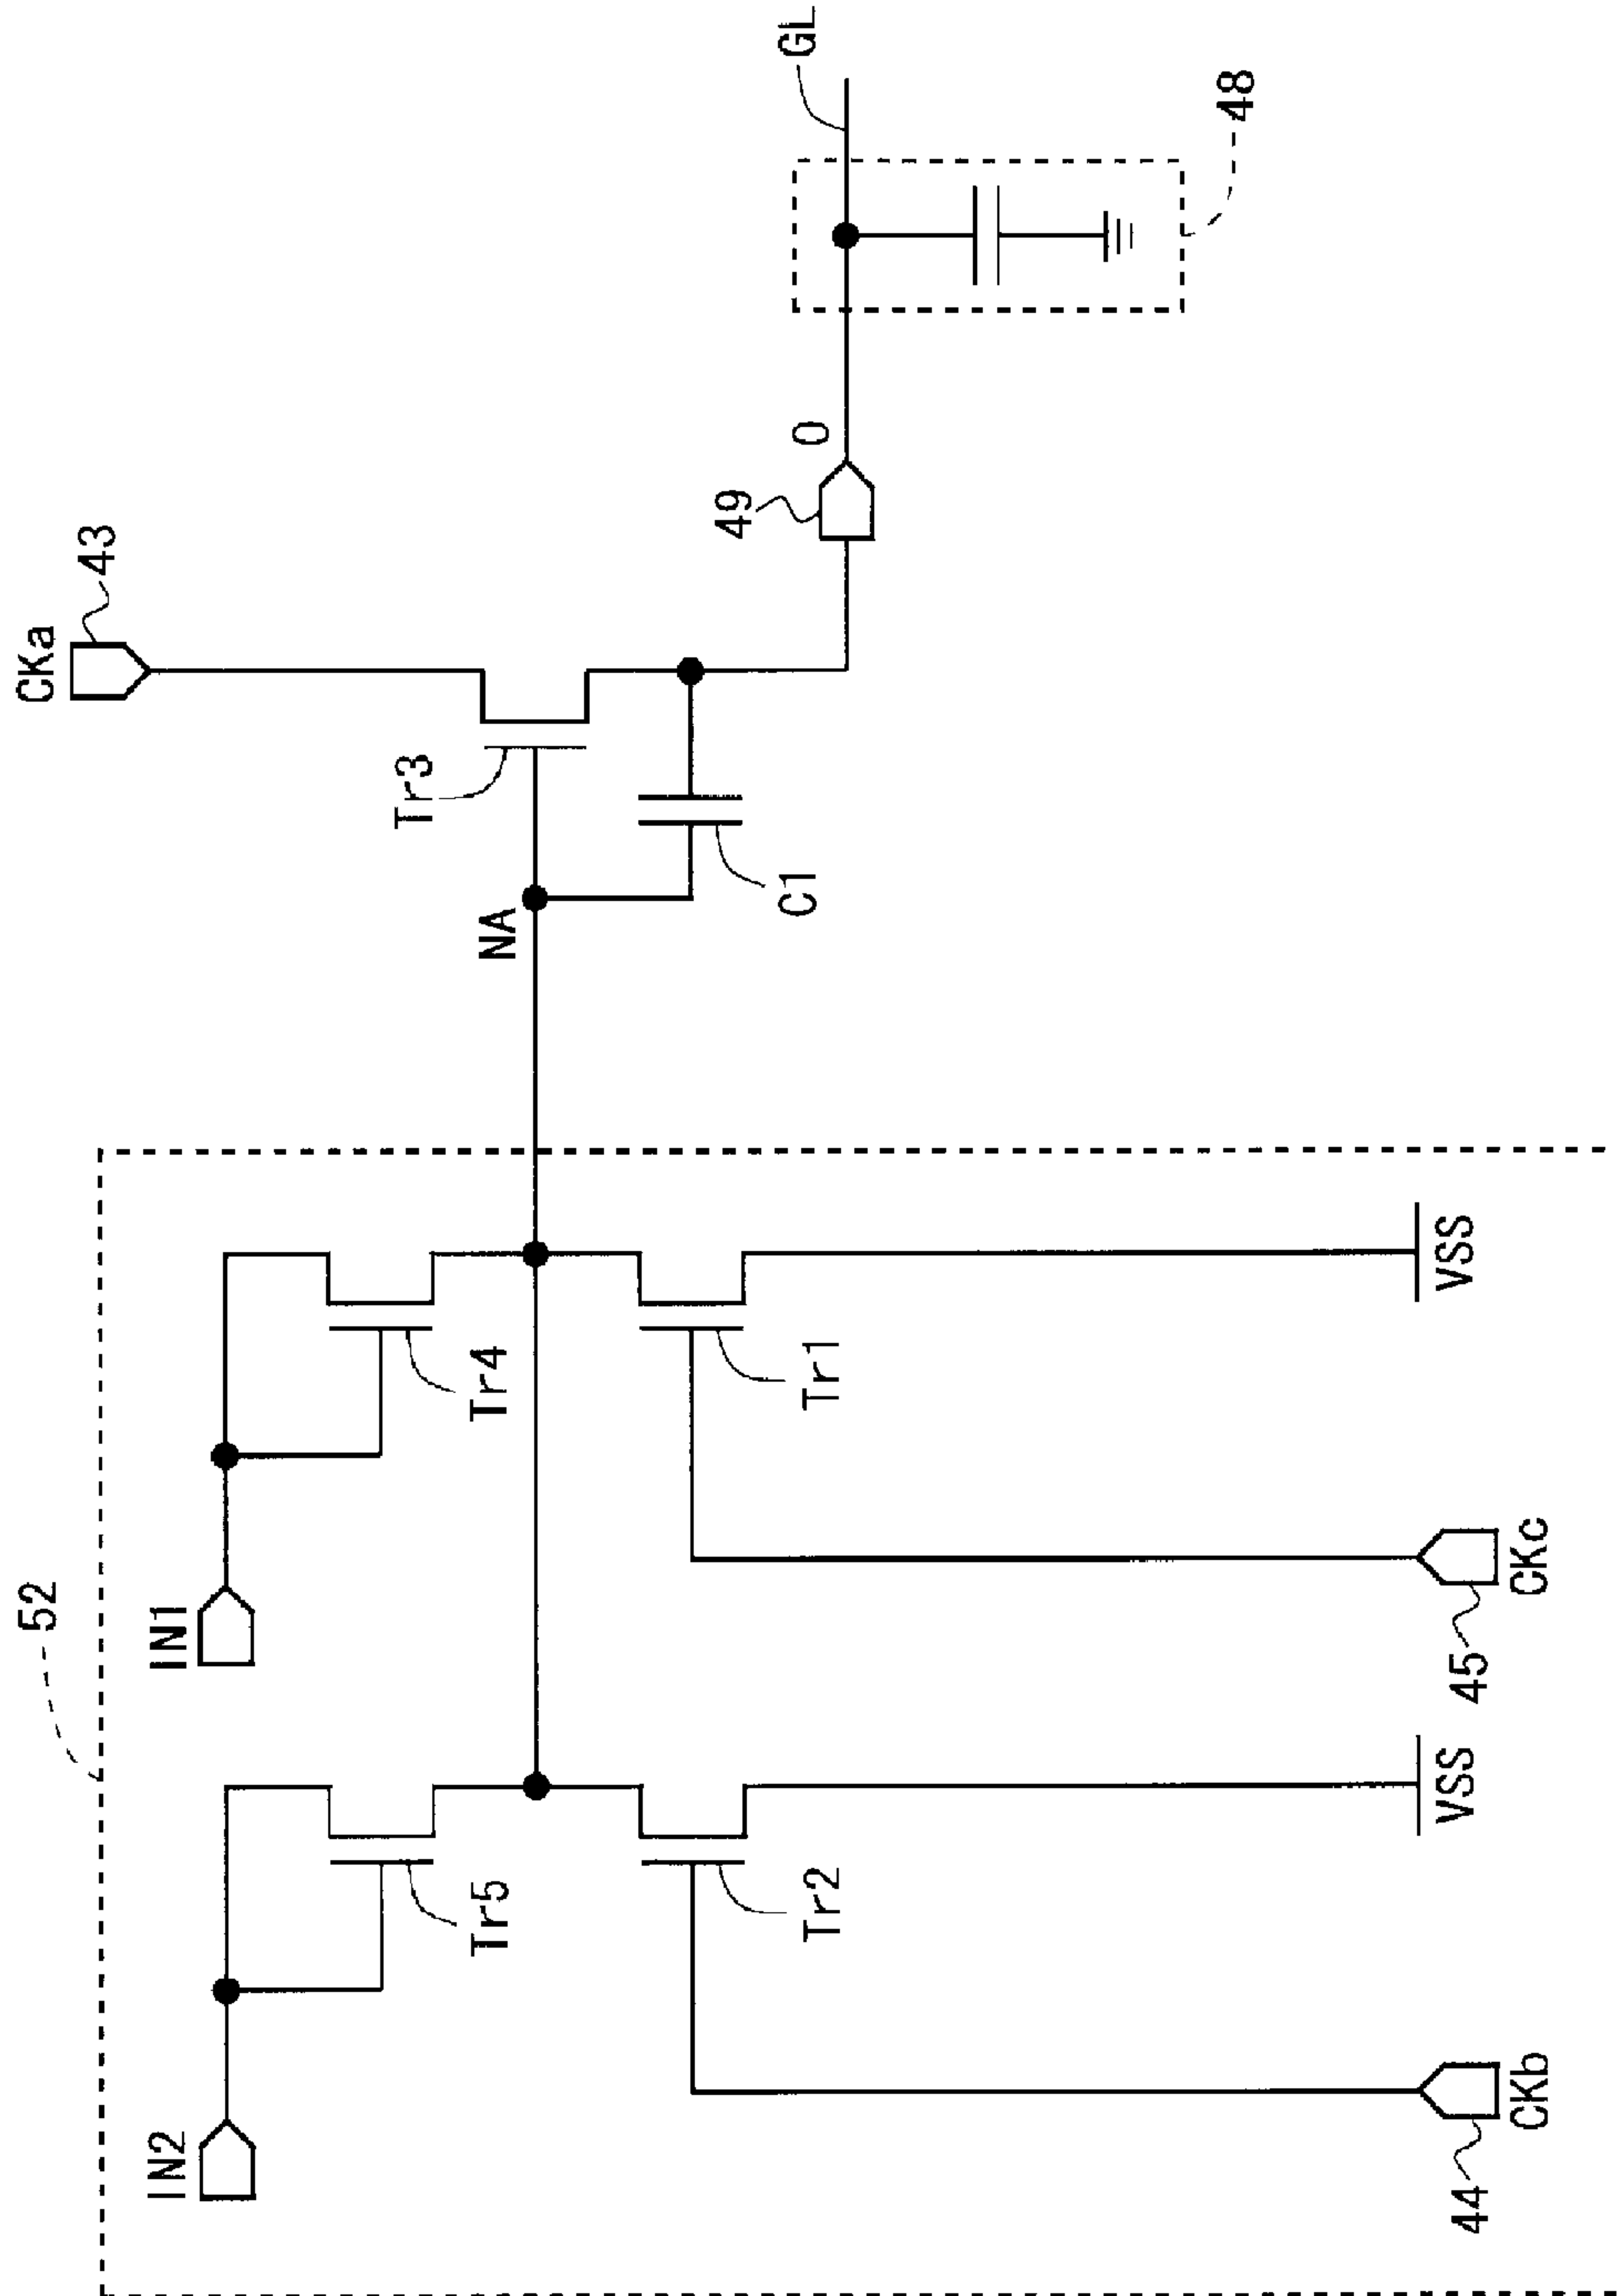 52
IN2
IN1
CKa
43
Tr5
Tr4
NA
Tr3
GL
Tr2
Tr1
C1
49
O
48
44
CKb
VSS
45
CKc
VSS